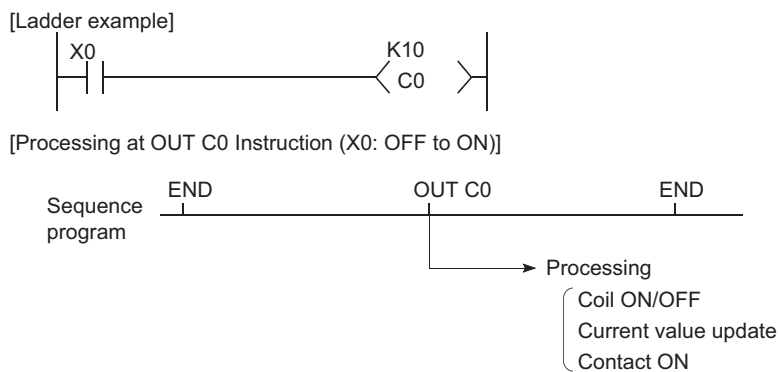 [Ladder example]
X0
K10
C0
[Processing at OUT C0 Instruction (X0: OFF to ON)]
END OUT C0 END
Sequence
program
Processing
Coil ON/OFF
Current value update
Contact ON